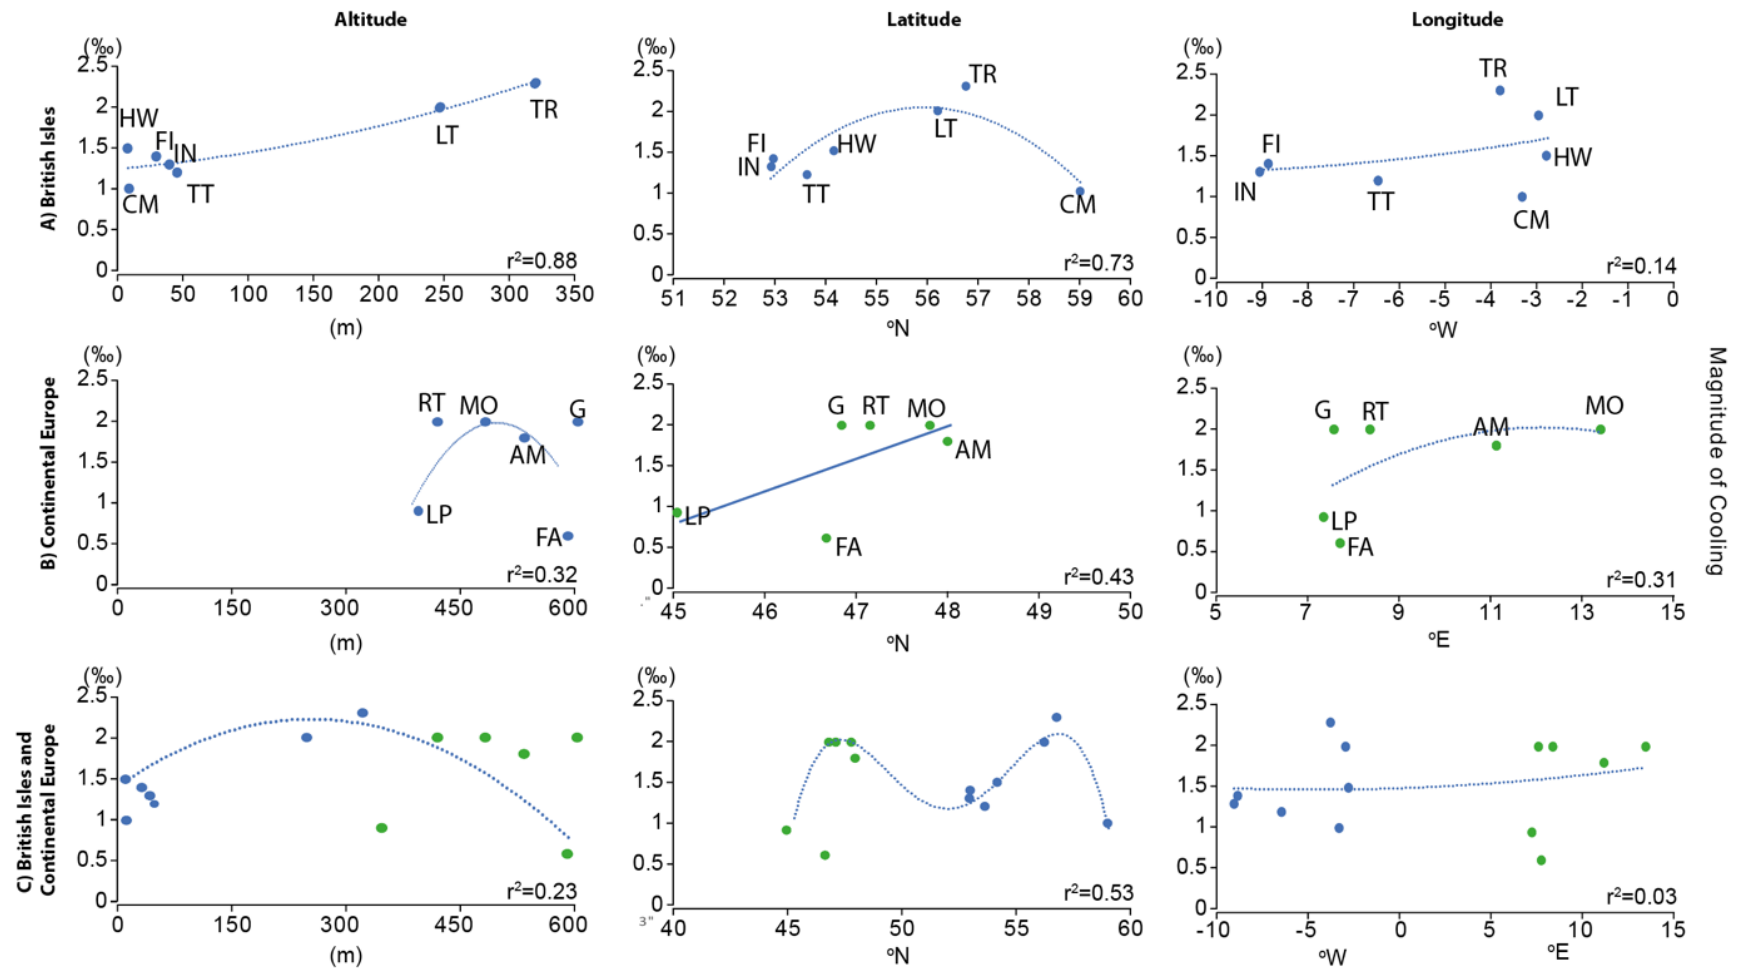 Altitude
Latitude
Longitude
A) British Isles
(‰)
2.5
2
1.5
1
0.5
0
HW
FI
IN
CM
TT
LT
TR
r²=0.88
0 50 100 150 200 250 300 350
(m)
(‰)
2.5
2
1.5
1
0.5
0
FI
IN
TT
HW
LT
TR
CM
r²=0.73
51 52 53 54 55 56 57 58 59 60
ºN
(‰)
2.5
2
1.5
1
0.5
0
TR
LT
FI
HW
IN
TT
CM
r²=0.14
-10 -9 -8 -7 -6 -5 -4 -3 -2 -1 0
ºW
Magnitude of Cooling
B) Continental Europe
(‰)
2.5
2
1.5
1
0.5
0
RT
MO
G
AM
LP
FA
r²=0.32
0 150 300 450 600
(m)
(‰)
2.5
2
1.5
1
0.5
0
G
RT
MO
AM
LP
FA
r²=0.43
45 46 47 48 49 50
ºN
(‰)
2.5
2
1.5
1
0.5
0
G
RT
AM
MO
LP
FA
r²=0.31
5 7 9 11 13 15
ºE
C) British Isles and
Continental Europe
(‰)
2.5
2
1.5
1
0.5
0
r²=0.23
0 150 300 450 600
(m)
(‰)
2.5
2
1.5
1
0.5
0
r²=0.53
3"
40 45 50 55 60
ºN
(‰)
2.5
2
1.5
1
0.5
0
r²=0.03
-10 -5 0 5 10 15
ºW
ºE